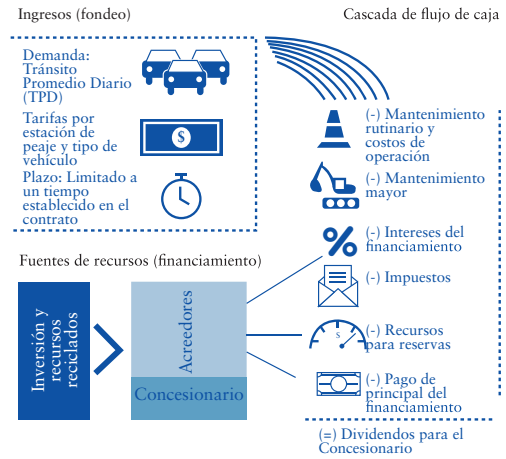 Ingresos (fondeo)
Demanda:
Tránsito
Promedio Diario
(TPD)
Tarifas por
estación de
peaje y tipo de
vehículo
$
Plazo: Limitado a
un tiempo
establecido en el
contrato
Cascada de flujo de caja
(-) Mantenimiento
rutinario y
costos de
operación
(-) Mantenimiento
mayor
%
(-) Intereses del
financiamiento
(-) Impuestos
$
(-) Recursos
para reservas
(-) Pago de
principal del
financiamiento
(=) Dividendos para el
Concesionario
Fuentes de recursos (financiamiento)
Inversión y
recursos
reciclados
Acreedores
Concesionario